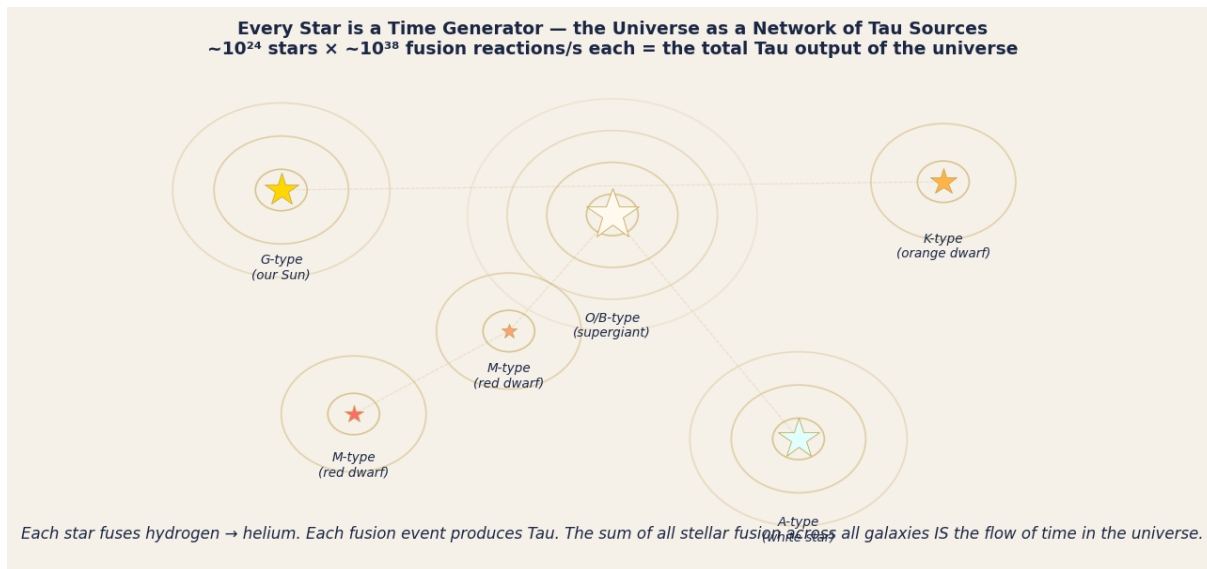 Every Star is a Time Generator — the Universe as a Network of Tau Sources
~10²⁴ stars × ~10³⁸ fusion reactions/s each = the total Tau output of the universe
G-type
(our Sun)
K-type
(orange dwarf)
O/B-type
(supergiant)
M-type
(red dwarf)
M-type
(red dwarf)
A-type
(white star)
Each star fuses hydrogen → helium. Each fusion event produces Tau. The sum of all stellar fusion across all galaxies IS the flow of time in the universe.